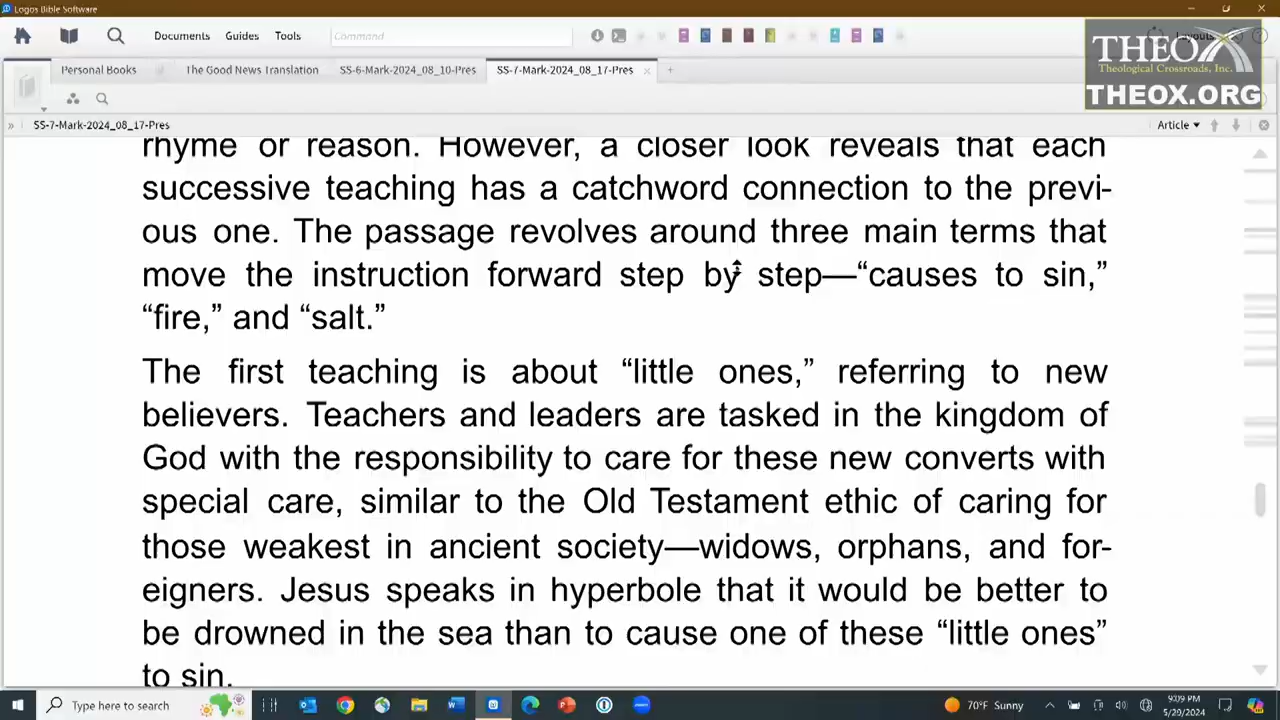 Logos Bible Software
Documents Guides Tools Command
THEOX
Theological Crossroads, Inc.
THEOX.ORG
Personal Books The Good News Translation SS-7-Mark-2024_08_17-Pres
SS-7-Mark-2024_08_17-Pres Article
rhyme or reason. However, a closer look reveals that each
successive teaching has a catchword connection to the previ-
ous one. The passage revolves around three main terms that
move the instruction forward step by step—“causes to sin,”
“fire,” and “salt.”
The first teaching is about “little ones,” referring to new
believers. Teachers and leaders are tasked in the kingdom of
God with the responsibility to care for these new converts with
special care, similar to the Old Testament ethic of caring for
those weakest in ancient society—widows, orphans, and for-
eigners. Jesus speaks in hyperbole that it would be better to
be drowned in the sea than to cause one of these “little ones”
to sin.
Type here to search 70°F Sunny 9:09 PM
5/29/2024